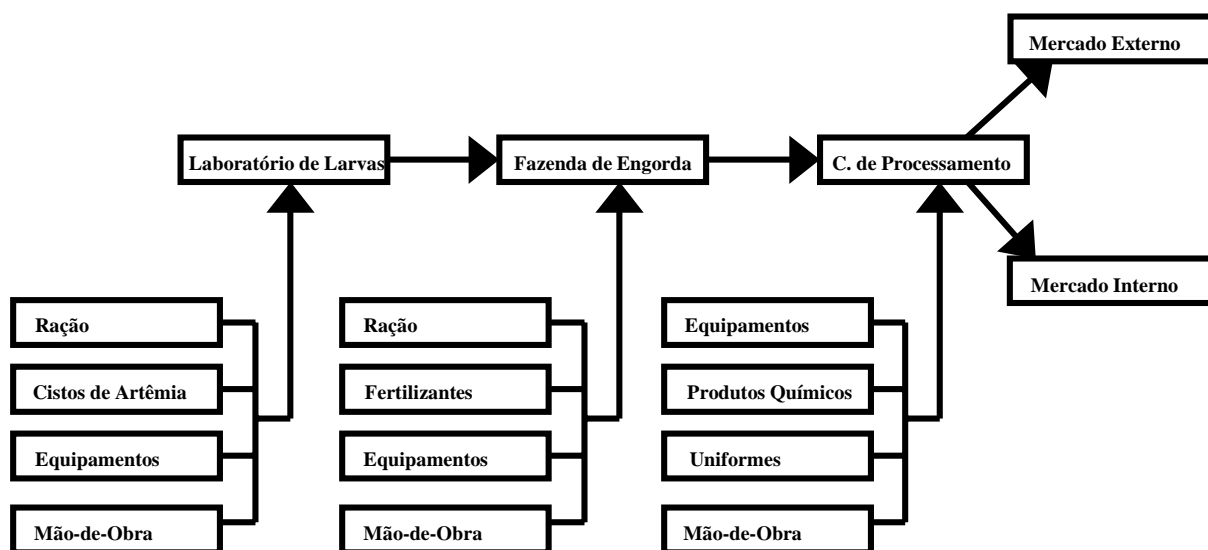 Mercado Externo
Laboratório de Larvas
Fazenda de Engorda
C. de Processamento
Mercado Interno
Ração
Cistos de Artêmia
Equipamentos
Mão-de-Obra
Ração
Fertilizantes
Equipamentos
Mão-de-Obra
Equipamentos
Produtos Químicos
Uniformes
Mão-de-Obra